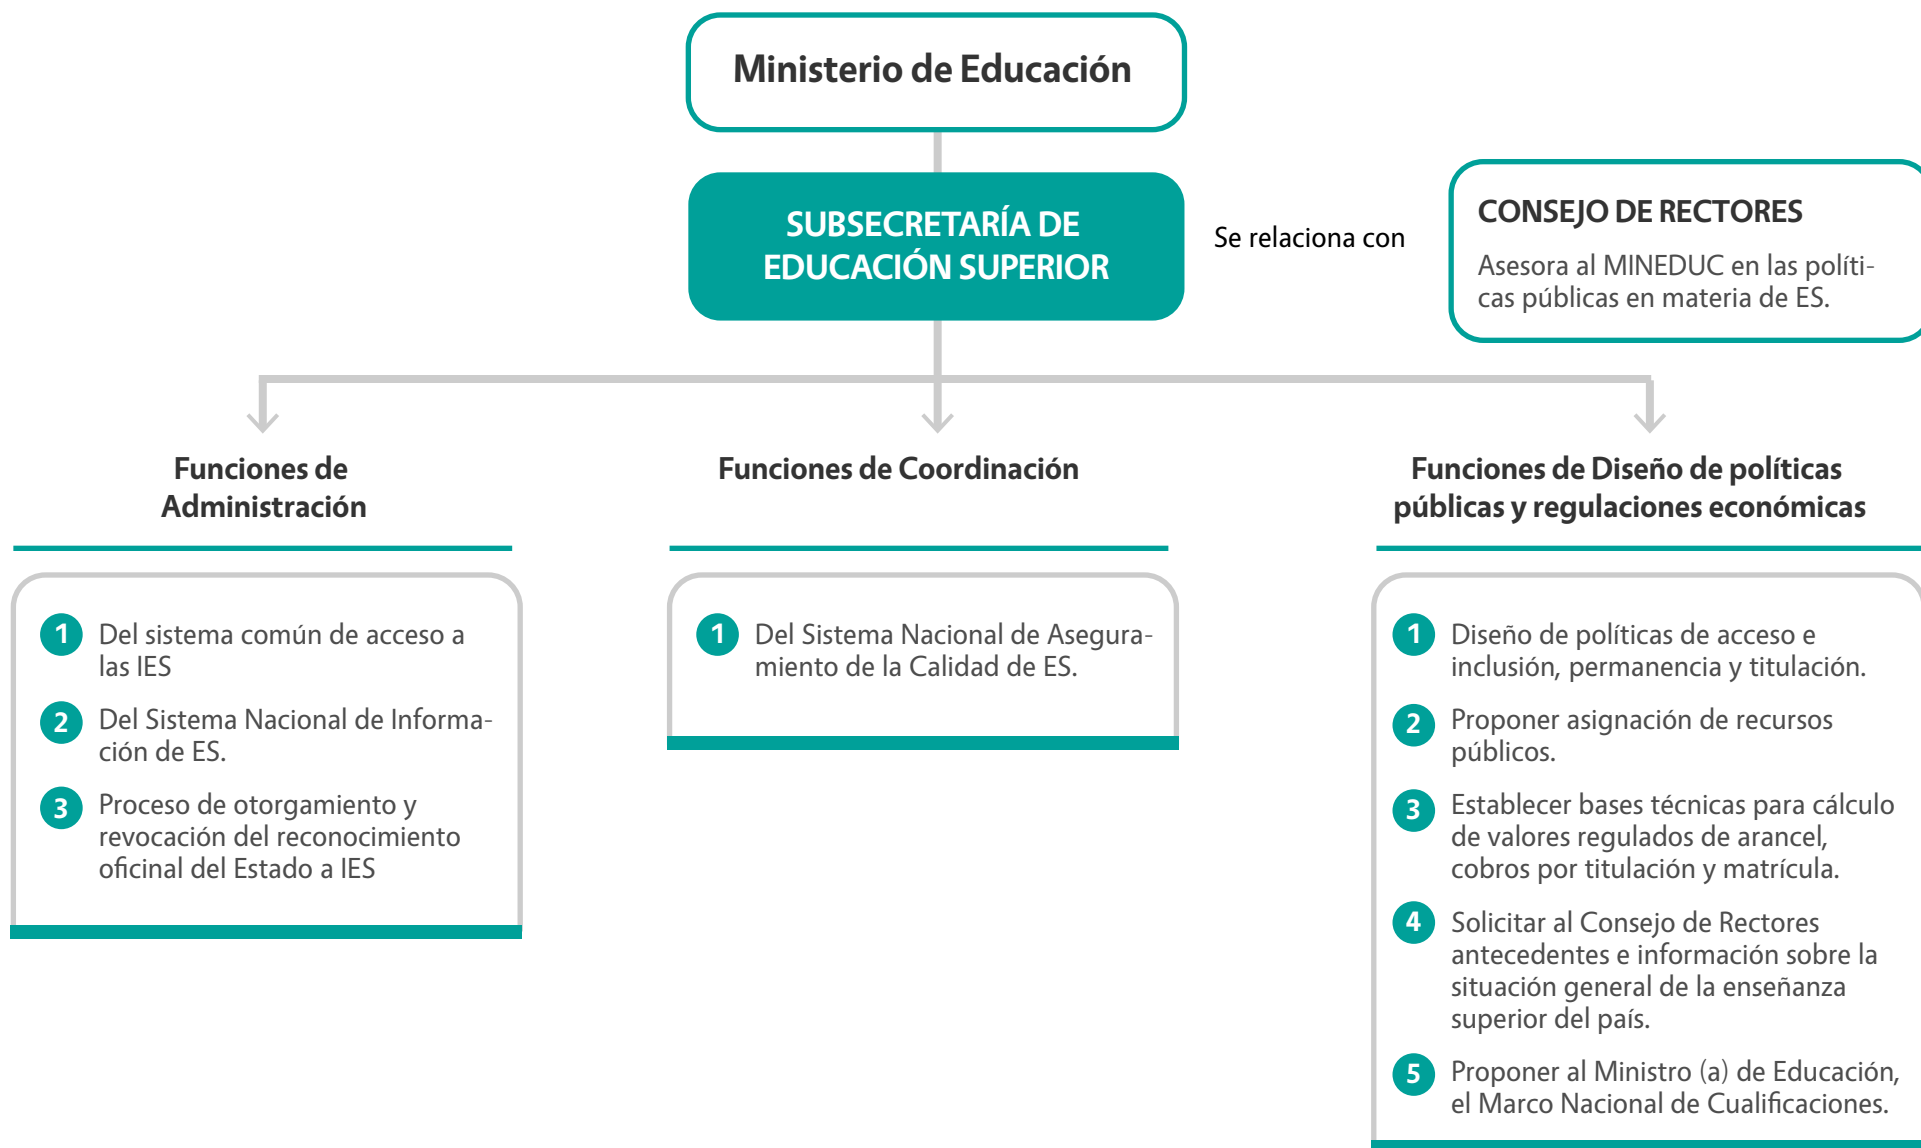 Ministerio de Educación
SUBSECRETARÍA DE
EDUCACIÓN SUPERIOR
Se relaciona con
CONSEJO DE RECTORES
Asesora al MINEDUC en las políti-
cas públicas en materia de ES.
Funciones de
Administración
1 Del sistema común de acceso a
las IES
2 Del Sistema Nacional de Informa-
ción de ES.
3 Proceso de otorgamiento y
revocación del reconocimiento
oficinal del Estado a IES
Funciones de Coordinación
1 Del Sistema Nacional de Asegura-
miento de la Calidad de ES.
Funciones de Diseño de políticas
públicas y regulaciones económicas
1 Diseño de políticas de acceso e
inclusión, permanencia y titulación.
2 Proponer asignación de recursos
públicos.
3 Establecer bases técnicas para cálculo
de valores regulados de arancel,
cobros por titulación y matrícula.
4 Solicitar al Consejo de Rectores
antecedentes e información sobre la
situación general de la enseñanza
superior del país.
5 Proponer al Ministro (a) de Educación,
el Marco Nacional de Cualificaciones.